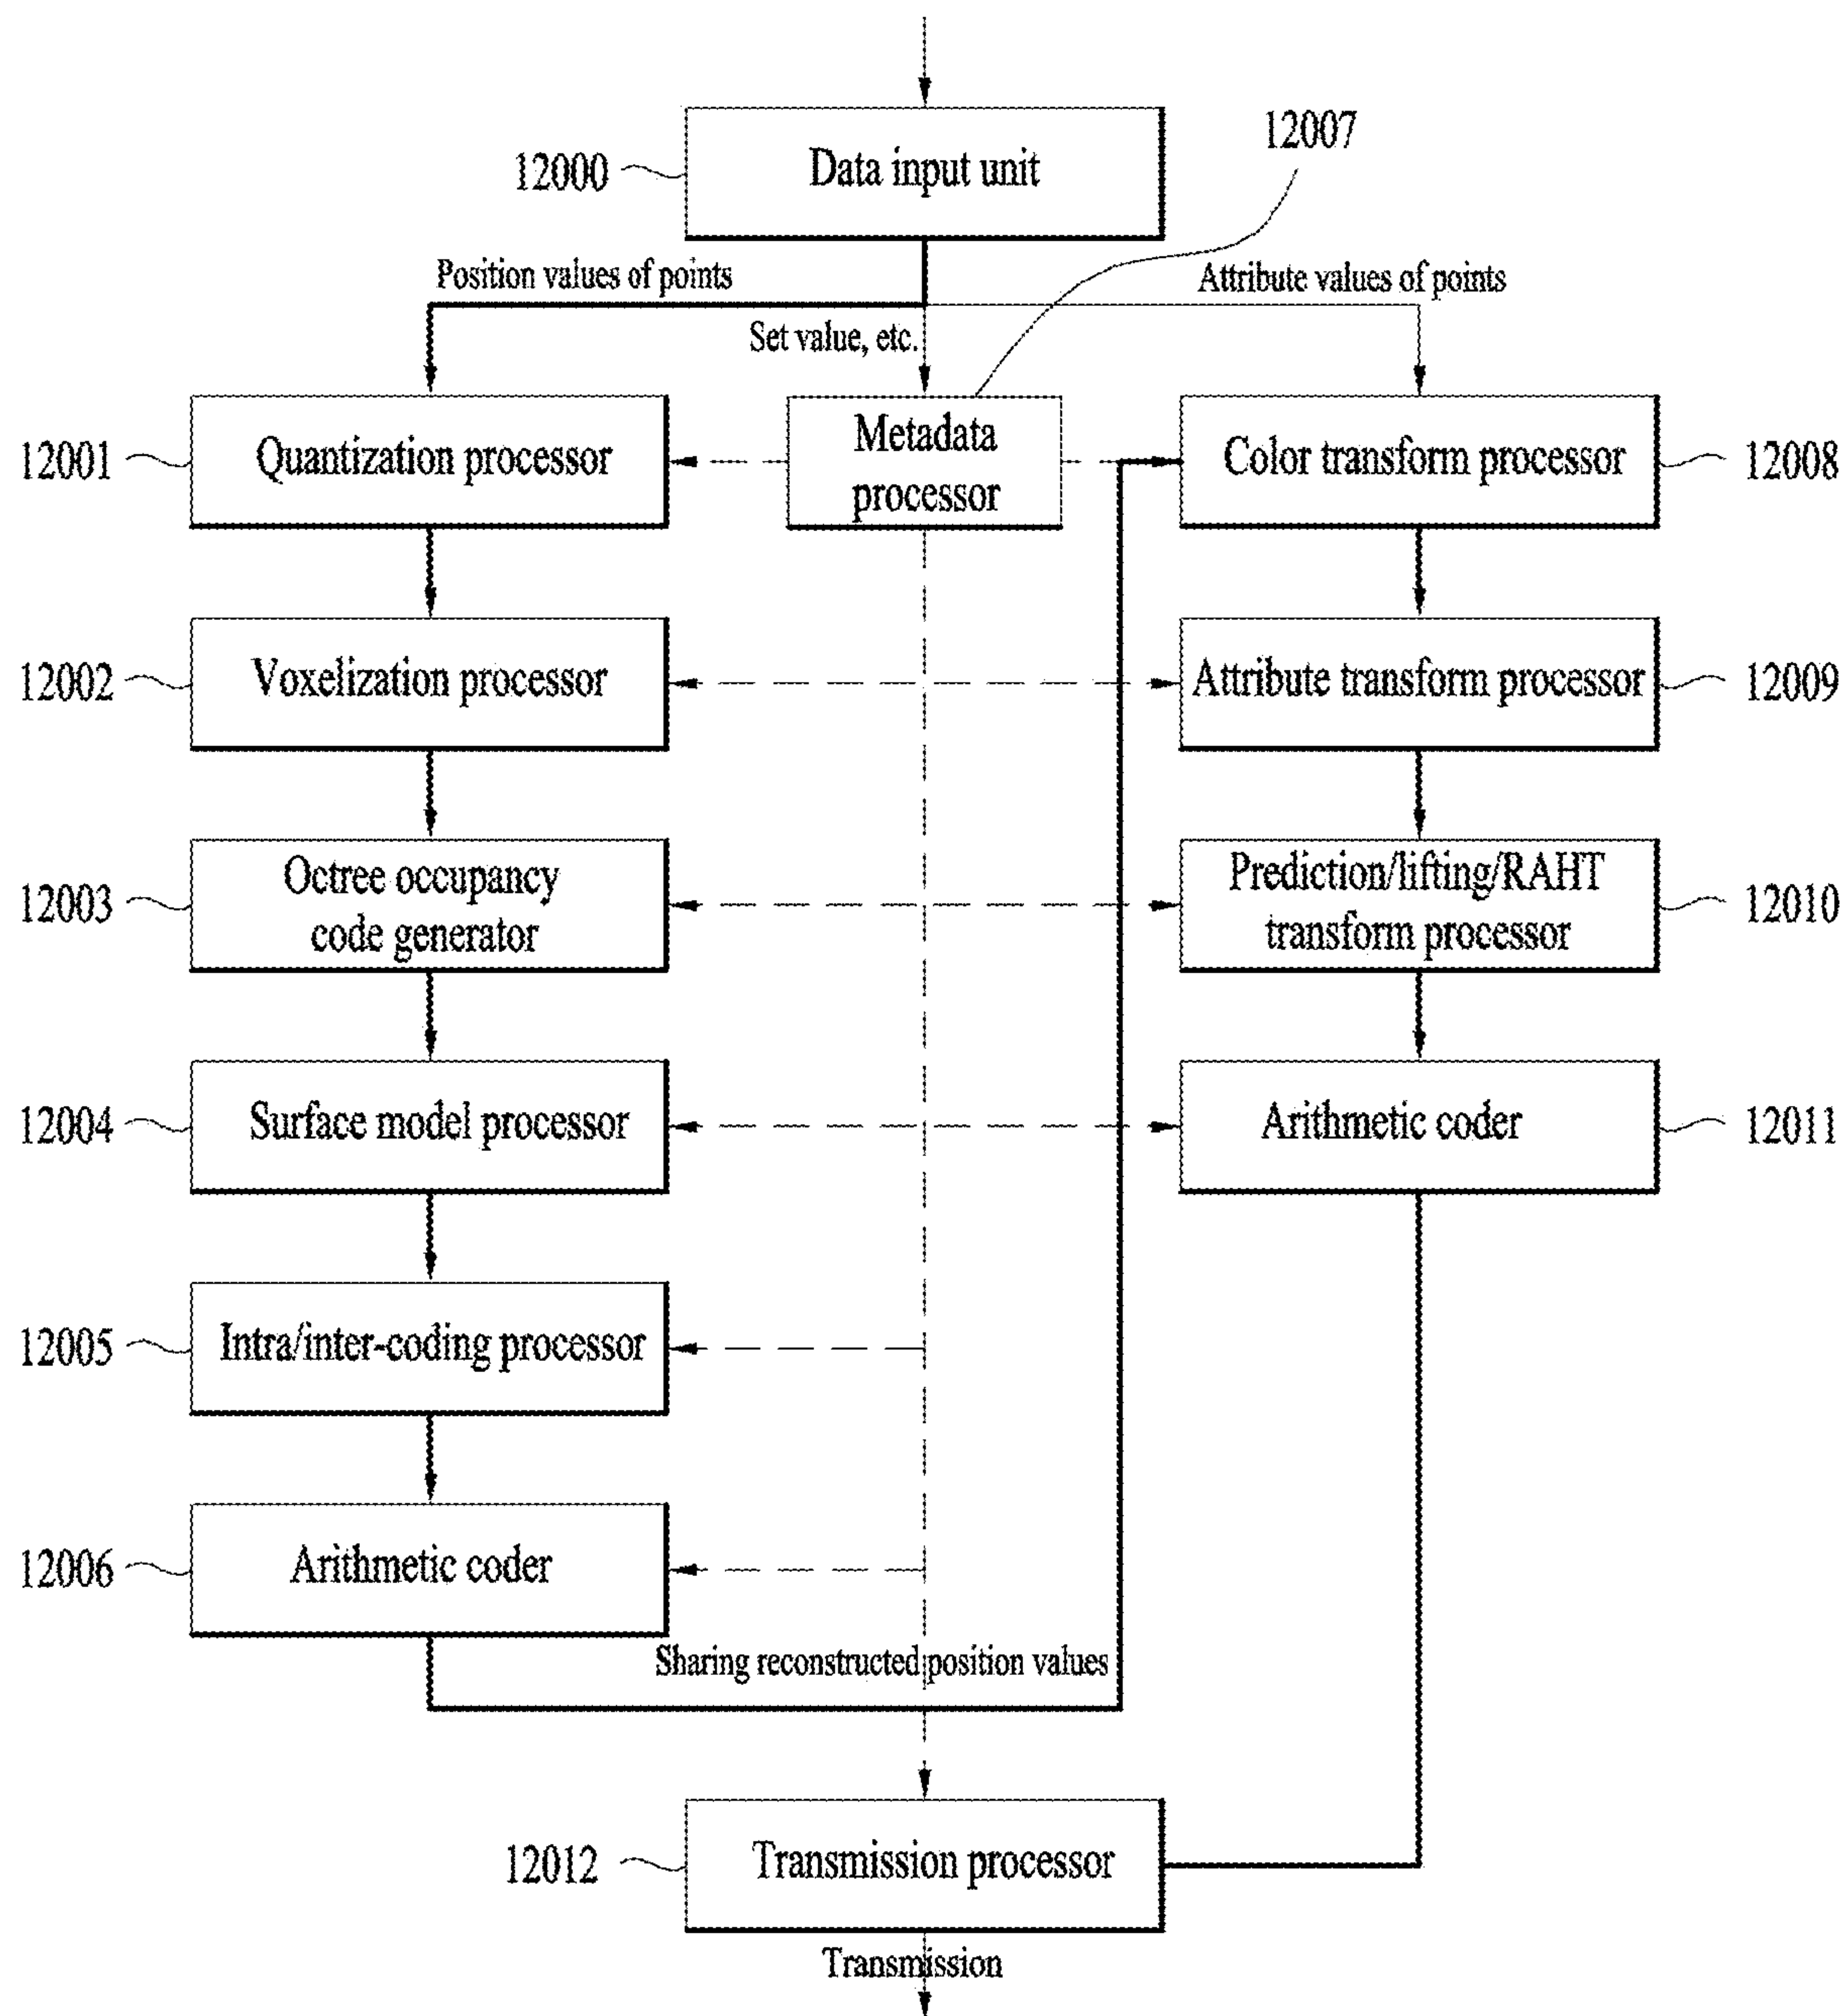 12007
12000
Data input unit
Position values of points
Attribute values of points
Set value, etc.
12001
Quantization processor
Metadata
processor
Color transform processor
12008
12002
Voxelization processor
Attribute transform processor
12009
12003
Octree occupancy
code generator
Prediction/lifting/RAHT
transform processor
12010
12004
Surface model processor
Arithmetic coder
12011
12005
Intra/inter-coding processor
12006
Arithmetic coder
Sharing reconstructed position values
12012
Transmission processor
Transmission